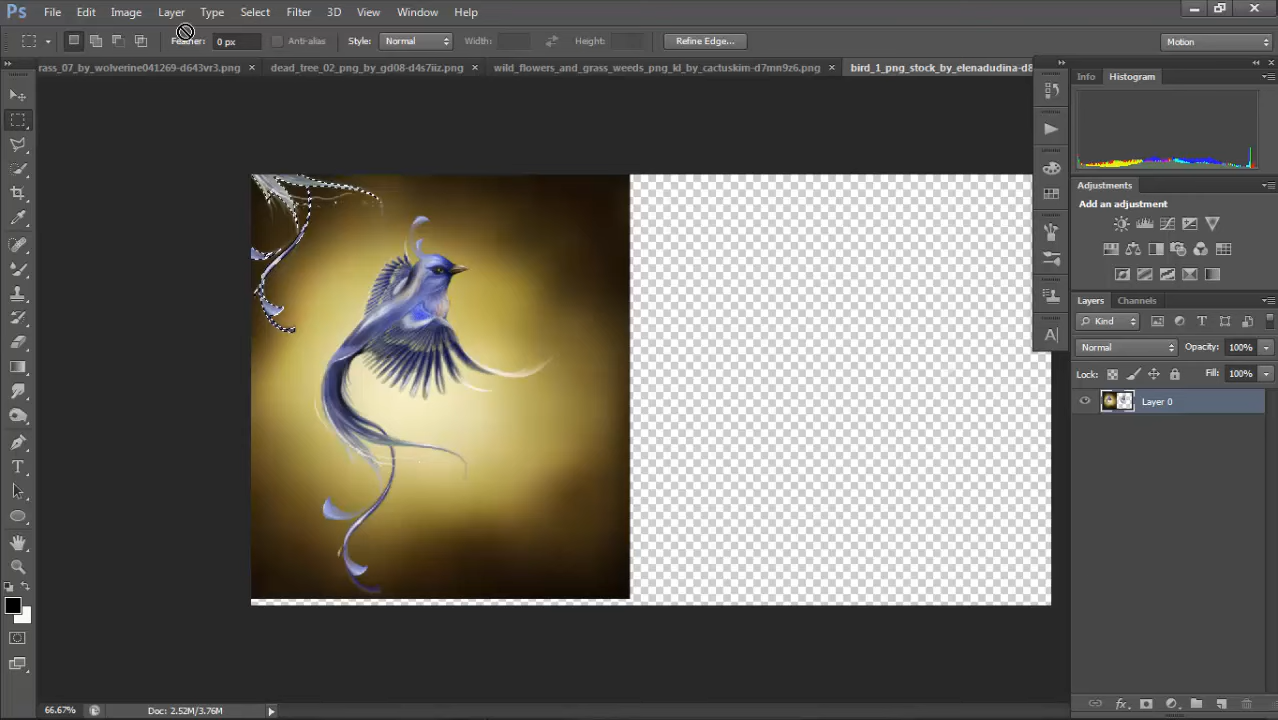 Ps File Edit Image Layer Type Select Filter 3D View Window Help
Feather: 0 px Anti-alias Style: Normal Width: Height: Refine Edge... Motion
rass_07_by_wolverine041269-d643vr3.png × dead_tree_02_png_by_gd08-d4s7iiz.png × wild_flowers_and_grass_weeds_png_kl_by_cactuskim-d7mn9z6.png × bird_1_png_stock_by_elenadudina-d8
Info Histogram
Adjustments
Add an adjustment
Layers Channels
Kind
Normal Opacity: 100%
Lock: Fill: 100%
Layer 0
66.67% Doc: 2.52M/3.76M